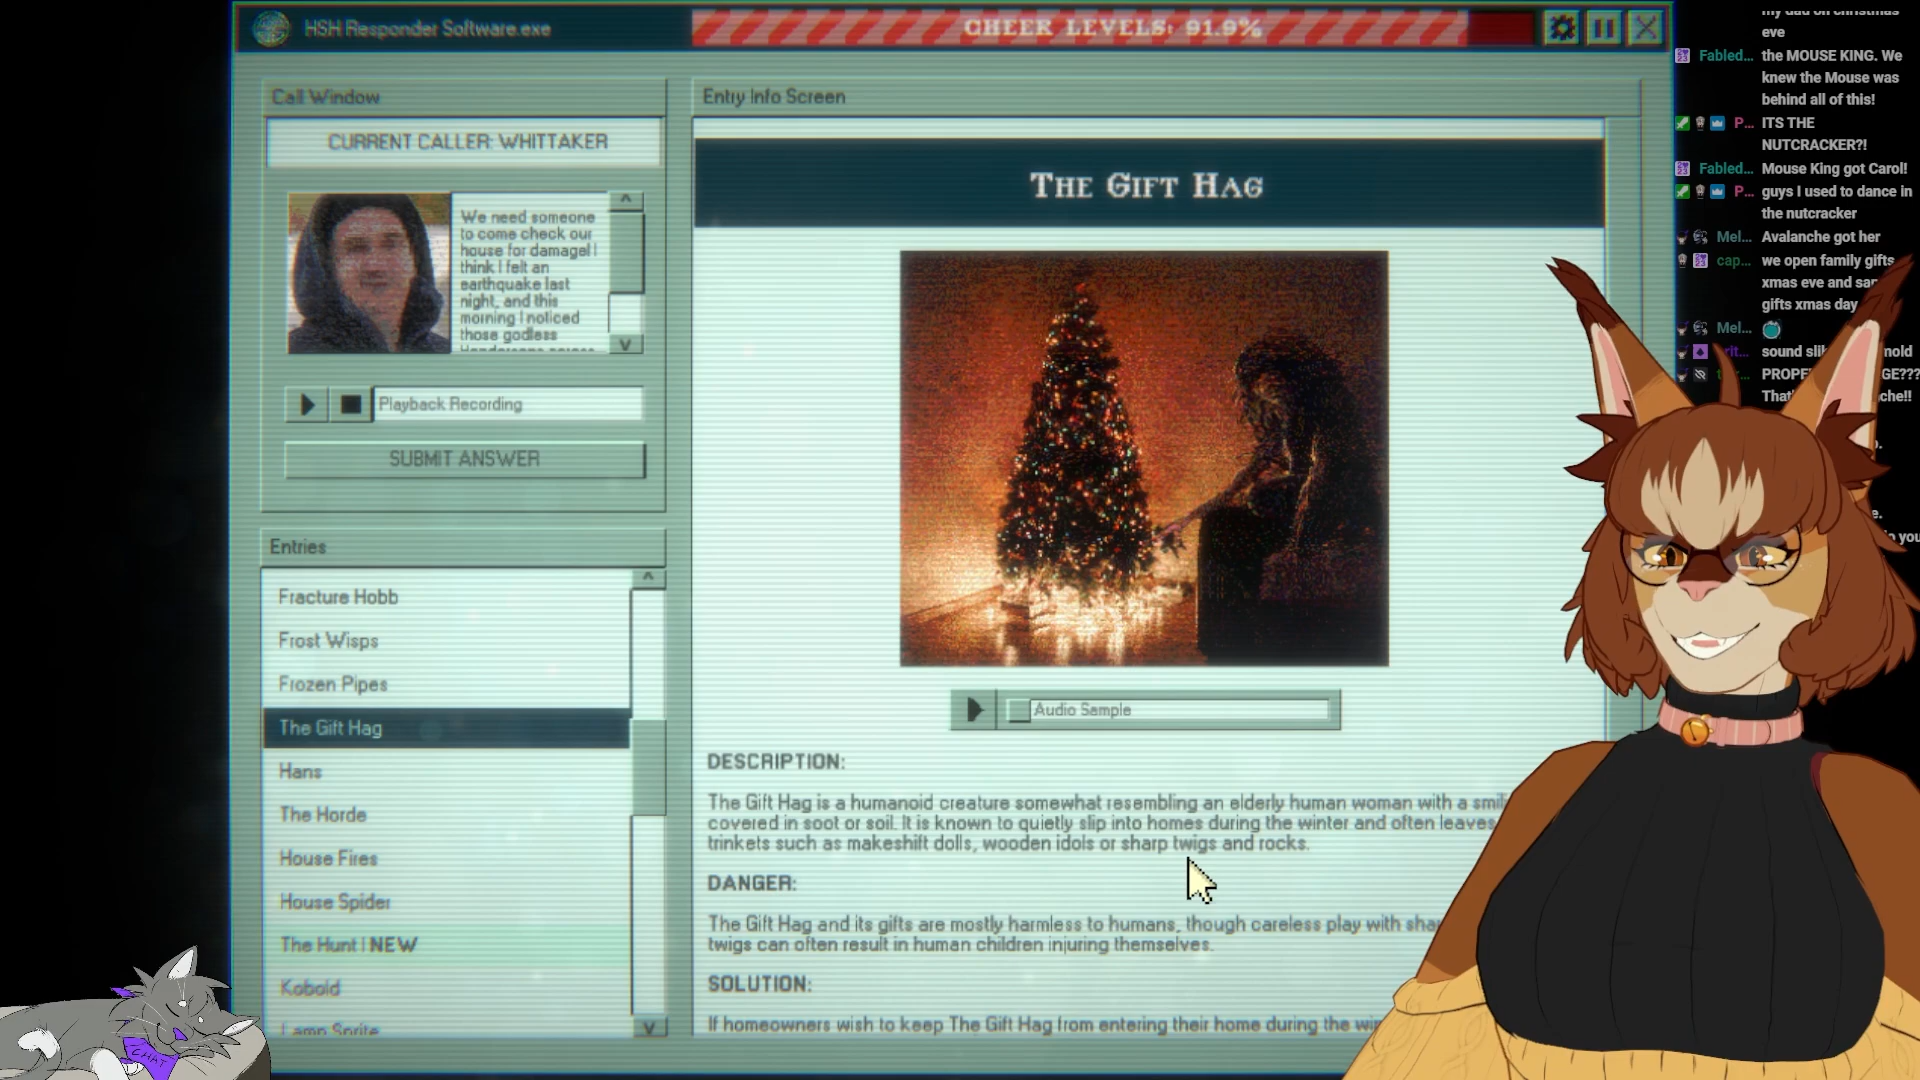 HSH Responder Software.exe
CHEER LEVELS: 91.9%
Call Window
CURRENT CALLER: WHITTAKER
We need someone
to come check our
house for damage! I
think I felt an
earthquake last
night, and this
morning I noticed
those godless
Playback Recording
SUBMIT ANSWER
Entries
Fracture Hobb
Frost Wisps
Frozen Pipes
The Gift Hag
Hans
The Horde
House Fires
House Spider
The Hunt | NEW
Kobold
Lamp Sprite
Entry Info Screen
THE GIFT HAG
Audio Sample
DESCRIPTION:
The Gift Hag is a humanoid creature somewhat resembling an elderly human woman with a
covered in soot or soil. It is known to quietly slip into homes during the winter and often leaves
trinkets such as makeshift dolls, wooden idols or sharp twigs and rocks.
DANGER:
The Gift Hag and its gifts are mostly harmless to humans, though careless play with
twigs can often result in human children injuring themselves.
SOLUTION:
If homeowners wish to keep The Gift Hag from entering their home during the
my dad on christmas
eve
Fabled... the MOUSE KING. We
knew the Mouse was
behind all of this!
P... ITS THE
NUTCRACKER?!
Fabled... Mouse King got Carol!
P... guys I used to dance in
the nutcracker
Mel... Avalanche got her
cap... we open family gifts
xmas eve and
gifts xmas day
Mel...
sound
CHAT